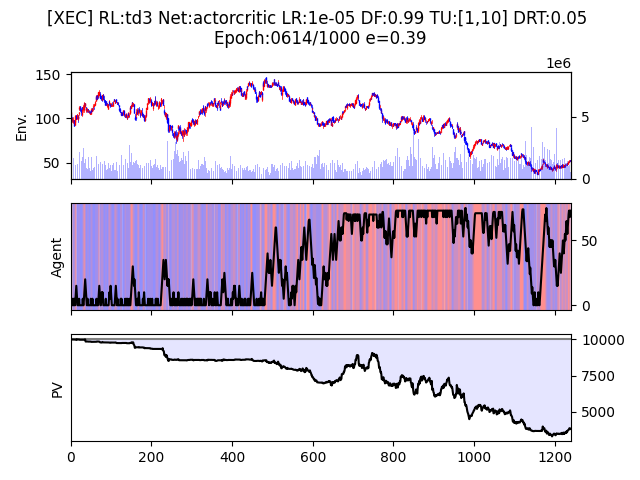 [XEC] RL:td3 Net:actorcritic LR:1e-05 DF:0.99 TU:[1,10] DRT:0.05
Epoch:0614/1000 e=0.39
1e6
150
100
50
Env.
5
0
Agent
50
0
PV
10000
7500
5000
0
200
400
600
800
1000
1200